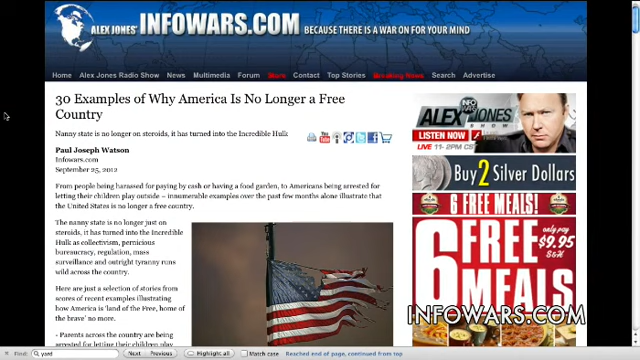 ALEX JONES' INFOWARS.COM BECAUSE THERE IS A WAR ON FOR YOUR MIND
Home Alex Jones Radio Show News Multimedia Forum Store Contact Top Stories Breaking News Search Advertise
30 Examples of Why America Is No Longer a Free
Country
Nanny state is no longer on steroids, it has turned into the Incredible Hulk
Paul Joseph Watson
Infowars.com
September 25, 2012
From people being harassed for paying by cash or having a food garden, to Americans being arrested for
letting their children play outside – innumerable examples over the past few months alone illustrate that
the United States is no longer a free country.
The nanny state is no longer just on
steroids, it has turned into the Incredible
Hulk as collectivism, pernicious
bureaucracy, regulation, mass
surveillance and outright tyranny runs
wild across the country.
Here are just a selection of stories from
scores of recent examples illustrating
how America is 'land of the Free, home of
the brave' no more.
- Parents across the country are being
arrested for letting their children play
INFO WARS
ALEX JONES
SHOW
LISTEN NOW
LIVE 11-2PM CST
Buy 2 Silver Dollars
6 FREE MEALS!
6 FREE
only pay
$9.95
S&H
MEALS
INFOWARS.COM
Find: yard Next Previous Highlight all Match case Reached end of page, continued from top